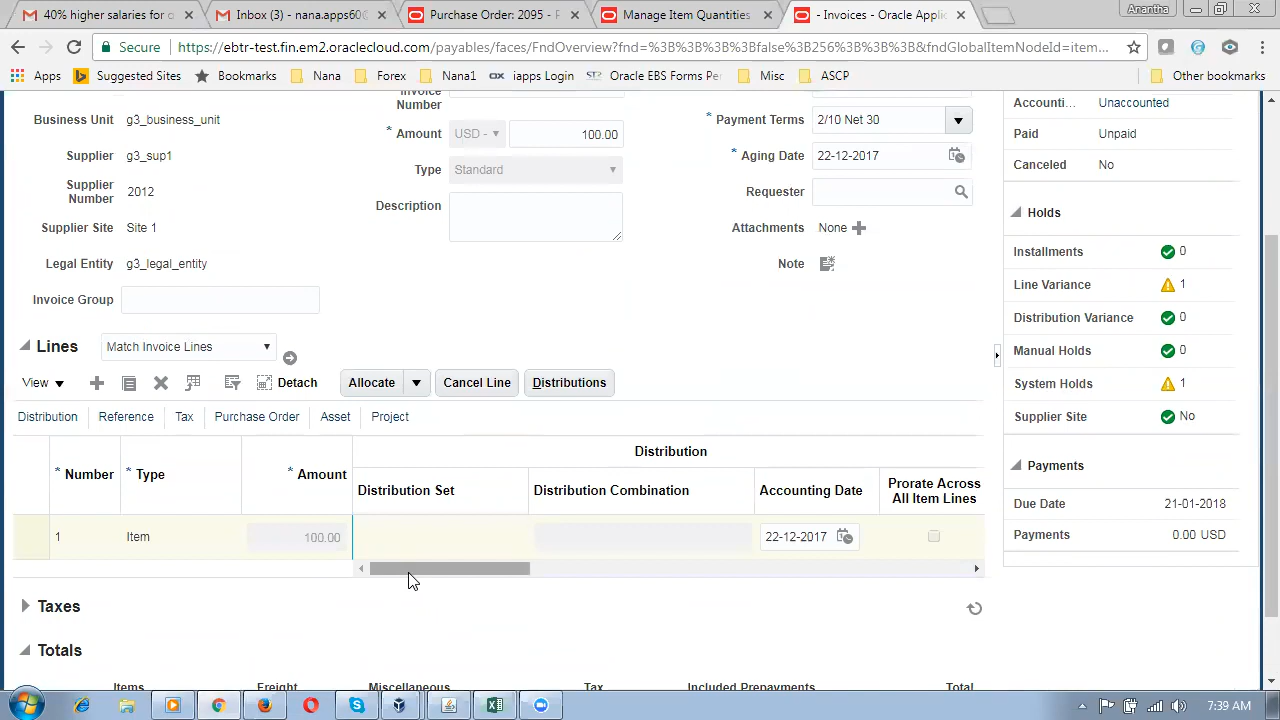 40% higher salaries for g
Inbox (3) - nana.apps60
Purchase Order: 2005 - P
Manage Item Quantities
- Invoices - Oracle Applic
Anantha
Secure
https://ebtr-test.fin.em2.oraclecloud.com/payables/faces/FndOverview?fnd=%3B%3B%3B%3Bfalse%3B256%3B%3B%3B&fndGlobalItemNodeId=item...
Apps
Suggested Sites
Bookmarks
Nana
Forex
Nana1
iapps Login
Oracle EBS Forms Pe
Misc
ASCP
Other bookmarks
Invoice
Number
Business Unit g3_business_unit
* Amount USD - 100.00
* Payment Terms 2/10 Net 30
Accounti... Unaccounted
Paid Unpaid
Supplier g3_sup1
Type Standard
* Aging Date 22-12-2017
Canceled No
Supplier
Number 2012
Description
Requester
Holds
Supplier Site Site 1
Attachments None
Installments 0
Legal Entity g3_legal_entity
Note
Line Variance 1
Invoice Group
Distribution Variance 0
Lines Match Invoice Lines
Manual Holds 0
View Detach Allocate Cancel Line Distributions
System Holds 1
Distribution Reference Tax Purchase Order Asset Project
Supplier Site No
* Number * Type * Amount
Distribution
Distribution Set Distribution Combination Accounting Date
Prorate Across
All Item Lines
Payments
Due Date 21-01-2018
Payments 0.00 USD
1 Item 100.00 22-12-2017
Taxes
Totals
Items Freight Miscellaneous Tax Included Prepayments Total
7:39 AM